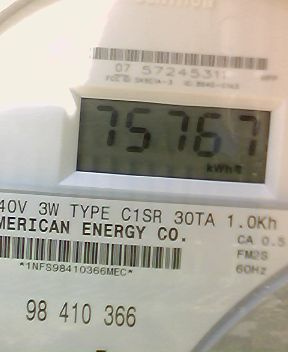 07 57245311
75767
kWh
40V 3W TYPE C1SR 30TA 1.0Kh
MERICAN ENERGY CO.
CA 0.5
FM2S
60Hz
*1NFS98410366MEC*
98 410 366